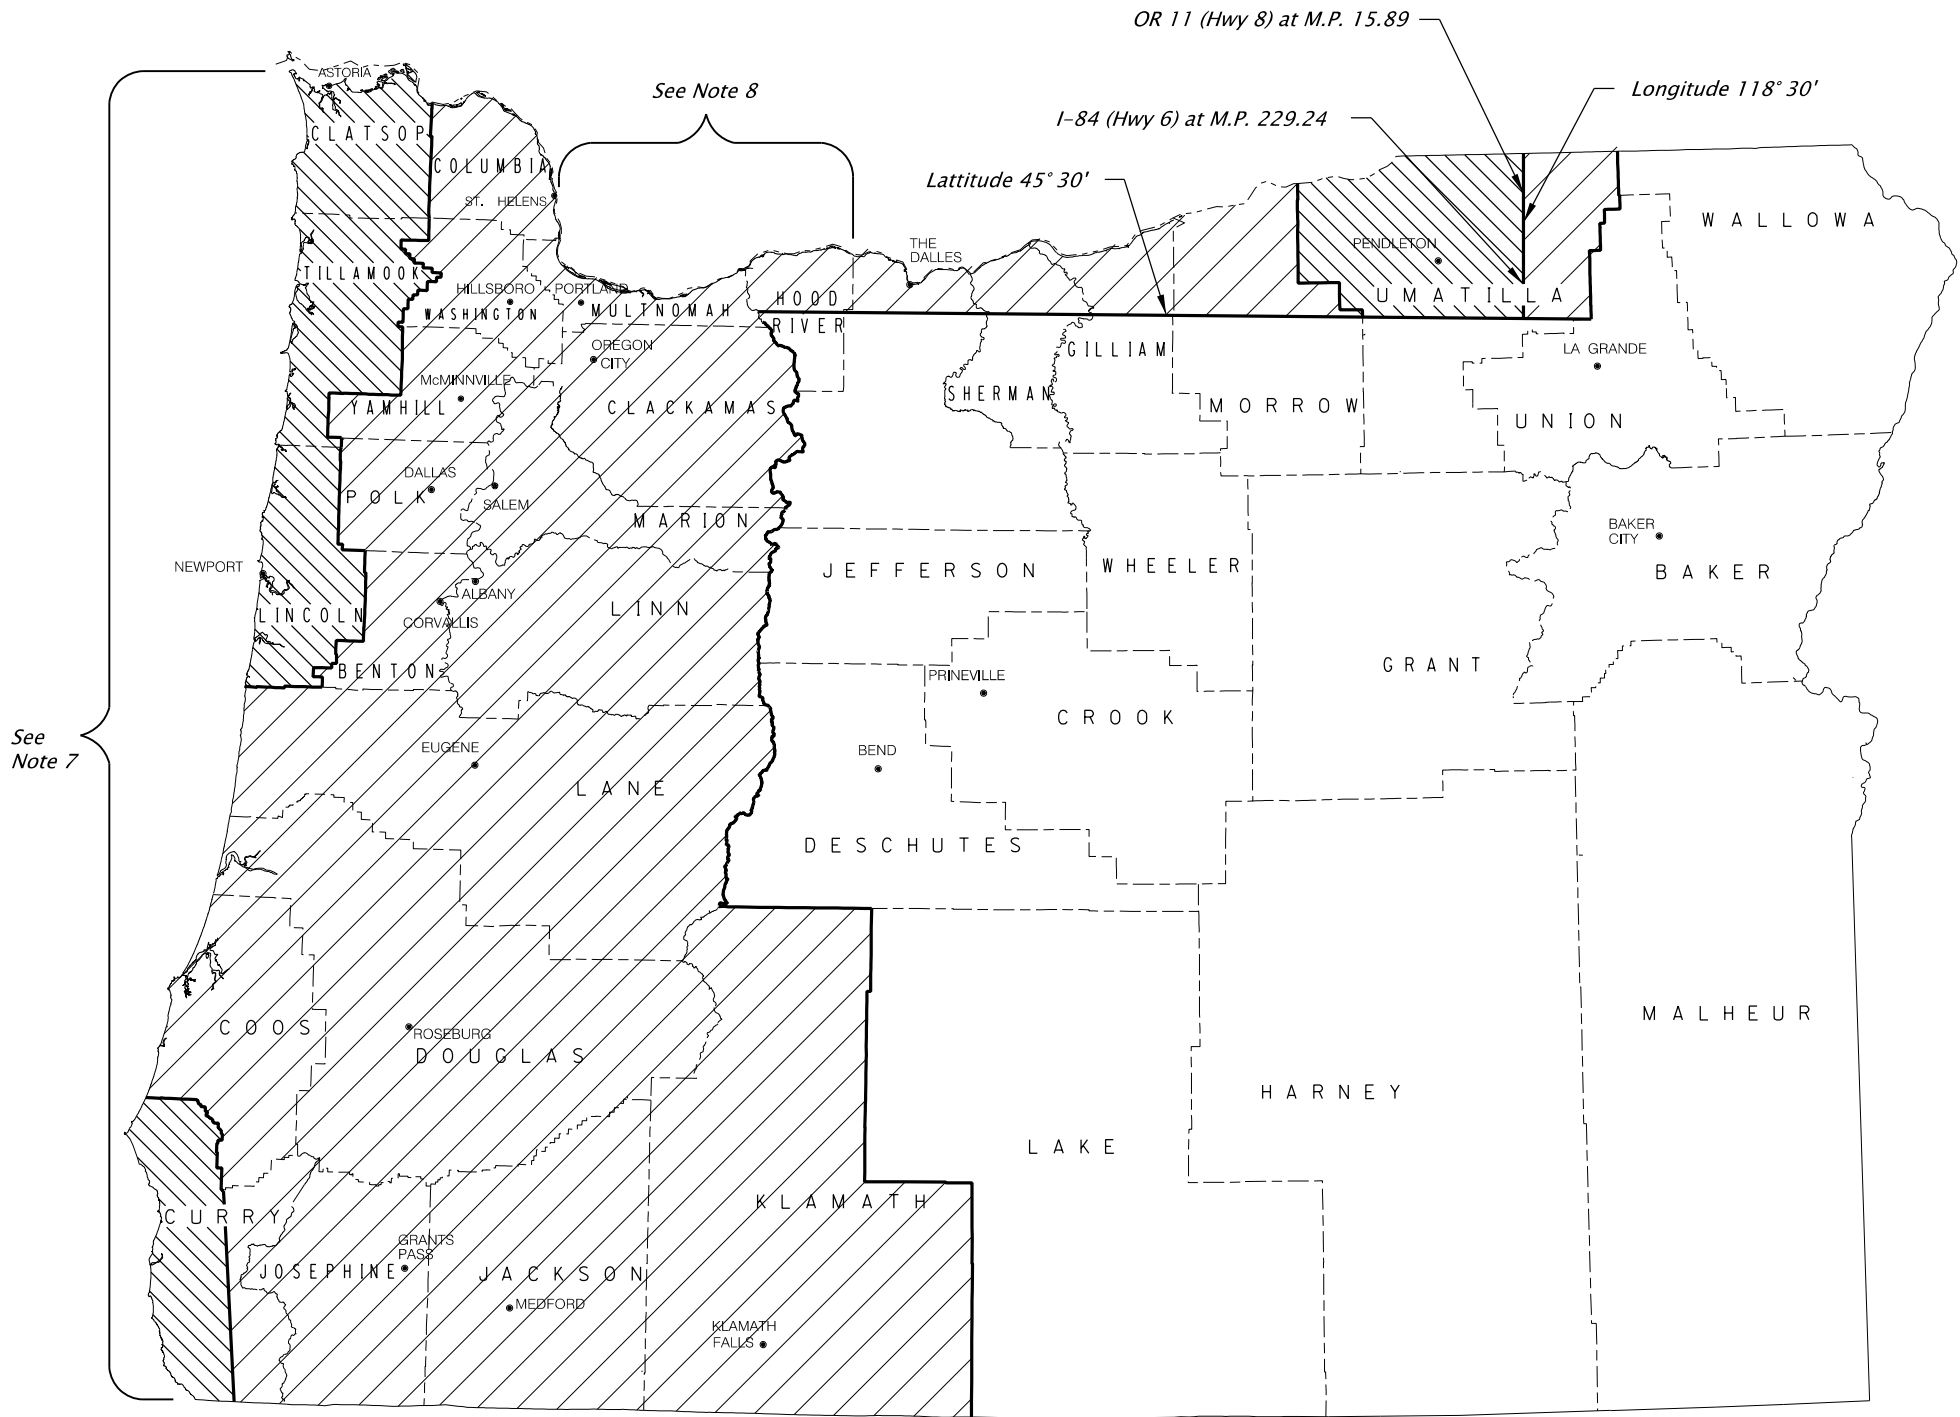 OR 11 (Hwy 8) at M.P. 15.89
See Note 8
Longitude 118° 30'
I-84 (Hwy 6) at M.P. 229.24
Lattitude 45° 30'
ASTORIA
CLATSOP
COLUMBIA
ST. HELENS
WALLOWA
THE
DALLES
PENDLETON
TILLAMOOK
HILLSBORO
PORTLAND
WASHINGTON
MULTNOMAH
HOOD
RIVER
UMATILLA
OREGON
CITY
GILLIAM
LA GRANDE
McMINNVILLE
YAMHILL
CLACKAMAS
SHERMAN
MORROW
UNION
DALLAS
POLK
SALEM
MARION
BAKER
CITY
NEWPORT
JEFFERSON
WHEELER
BAKER
ALBANY
LINN
LINCOLN
CORVALLIS
BENTON
PRINEVILLE
GRANT
CROOK
See
Note 7
EUGENE
BEND
LANE
DESCHUTES
COOS
ROSEBURG
DOUGLAS
MALHEUR
HARNEY
LAKE
KLAMATH
CURRY
GRANTS
PASS
JOSEPHINE
JACKSON
MEDFORD
KLAMATH
FALLS